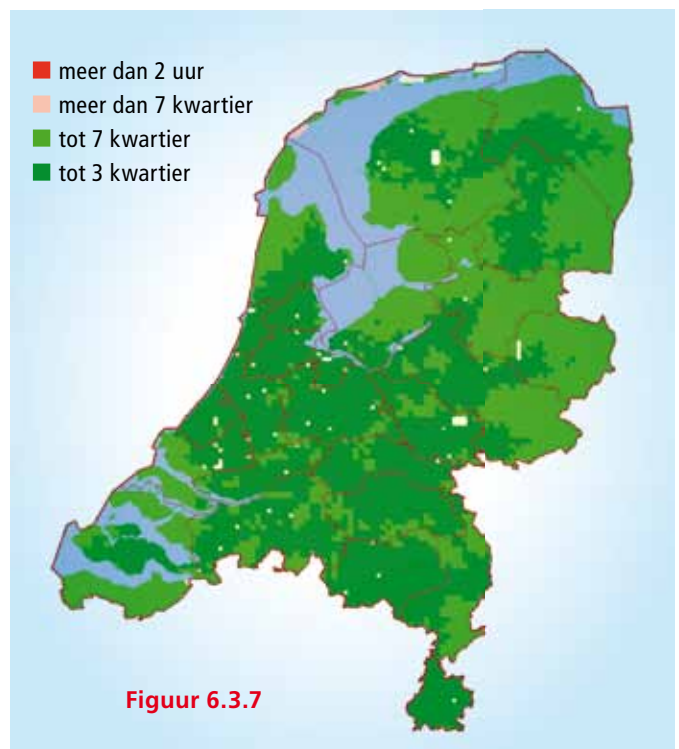 meer dan 2 uur
meer dan 7 kwartier
tot 7 kwartier
tot 3 kwartier
Figuur 6.3.7